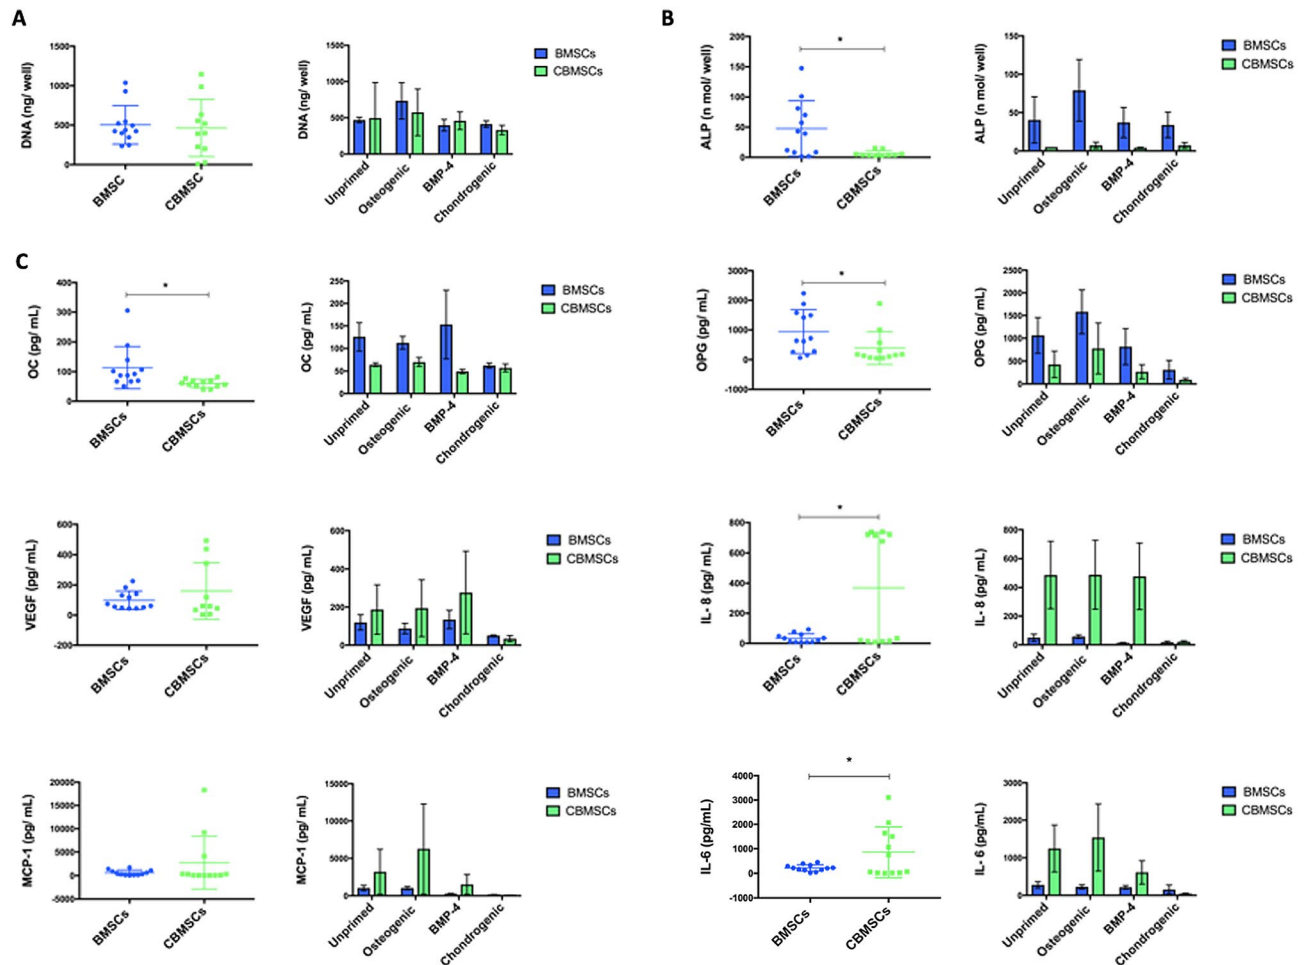 A
DNA (ng/ well)
1500
1000
500
0
BMSC
CBMSC
DNA (ng/ well)
1500
1000
500
0
Unprimed
Osteogenic
BMP-4
Chondrogenic
BMSCs
CBMSCs
B
ALP (n mol/ well)
200
150
100
50
0
*
BMSCs
CBMSCs
ALP (n mol/ well)
150
100
50
0
Unprimed
Osteogenic
BMP-4
Chondrogenic
BMSCs
CBMSCs
C
OC (pg/ mL)
400
300
200
100
0
*
BMSCs
CBMSCs
OC (pg/ mL)
250
200
150
100
50
0
Unprimed
Osteogenic
BMP-4
Chondrogenic
BMSCs
CBMSCs
OPG (pg/ mL)
3000
2000
1000
0
-1000
*
BMSCs
CBMSCs
OPG (pg/ mL)
2500
2000
1500
1000
500
0
Unprimed
Osteogenic
BMP-4
Chondrogenic
BMSCs
CBMSCs
VEGF (pg/ mL)
600
400
200
0
-200
BMSCs
CBMSCs
VEGF (pg/ mL)
600
400
200
0
Unprimed
Osteogenic
BMP-4
Chondrogenic
BMSCs
CBMSCs
IL- 8 (pg/ mL)
800
600
400
200
0
*
BMSCs
CBMSCs
IL- 8 (pg/ mL)
800
600
400
200
0
Unprimed
Osteogenic
BMP-4
Chondrogenic
BMSCs
CBMSCs
MCP-1 (pg/ mL)
20000
15000
10000
5000
0
-5000
BMSCs
CBMSCs
MCP-1 (pg/ mL)
15000
10000
5000
0
Unprimed
Osteogenic
BMP-4
Chondrogenic
BMSCs
CBMSCs
IL-6 (pg/mL)
4000
3000
2000
1000
0
-1000
*
BMSCs
CBMSCs
IL- 6 (pg/mL)
3000
2000
1000
0
Unprimed
Osteogenic
BMP-4
Chondrogenic
BMSCs
CBMSCs